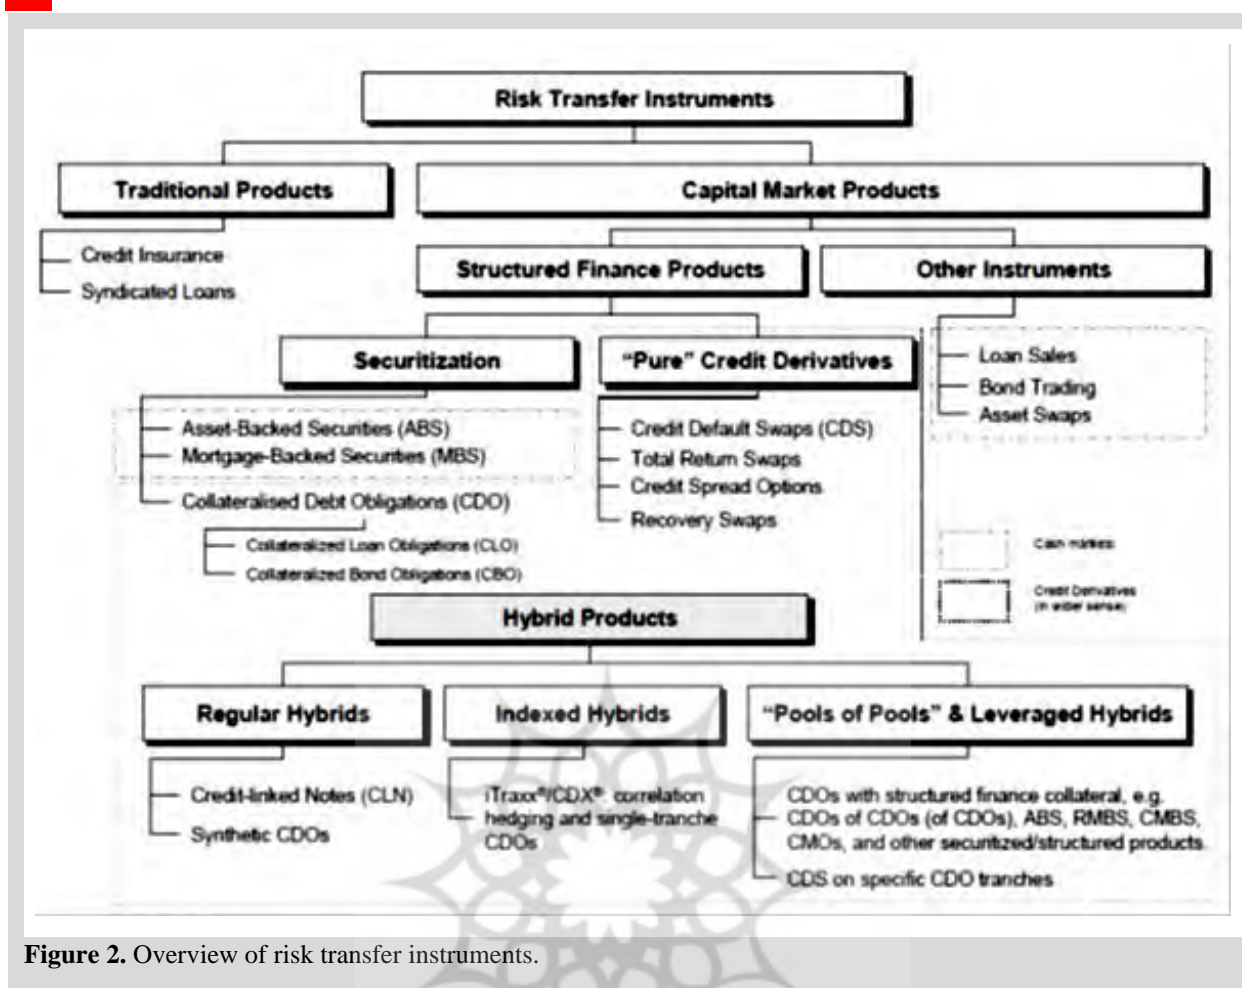 Risk Transfer Instruments
Traditional Products
Capital Market Products
Credit Insurance
Syndicated Loans
Structured Finance Products
Other Instruments
Securitization
“Pure” Credit Derivatives
Loan Sales
Bond Trading
Asset Swaps
Asset-Backed Securities (ABS)
Mortgage-Backed Securities (MBS)
Collateralised Debt Obligations (CDO)
Collateralized Loan Obligations (CLO)
Collateralized Bond Obligations (CBO)
Credit Default Swaps (CDS)
Total Return Swaps
Credit Spread Options
Recovery Swaps
Cash market
Credit Derivatives
(in wider sense)
Hybrid Products
Regular Hybrids
Indexed Hybrids
“Pools of Pools” & Leveraged Hybrids
Credit-linked Notes (CLN)
Synthetic CDOs
iTraxx®/CDX®: correlation
hedging and single-tranche
CDOs
CDOs with structured finance collateral, e.g.
CDOs of CDOs (of CDOs), ABS, RMBS, CMBS,
CMOs, and other securitized/structured products.
CDS on specific CDO tranches
Figure 2. Overview of risk transfer instruments.